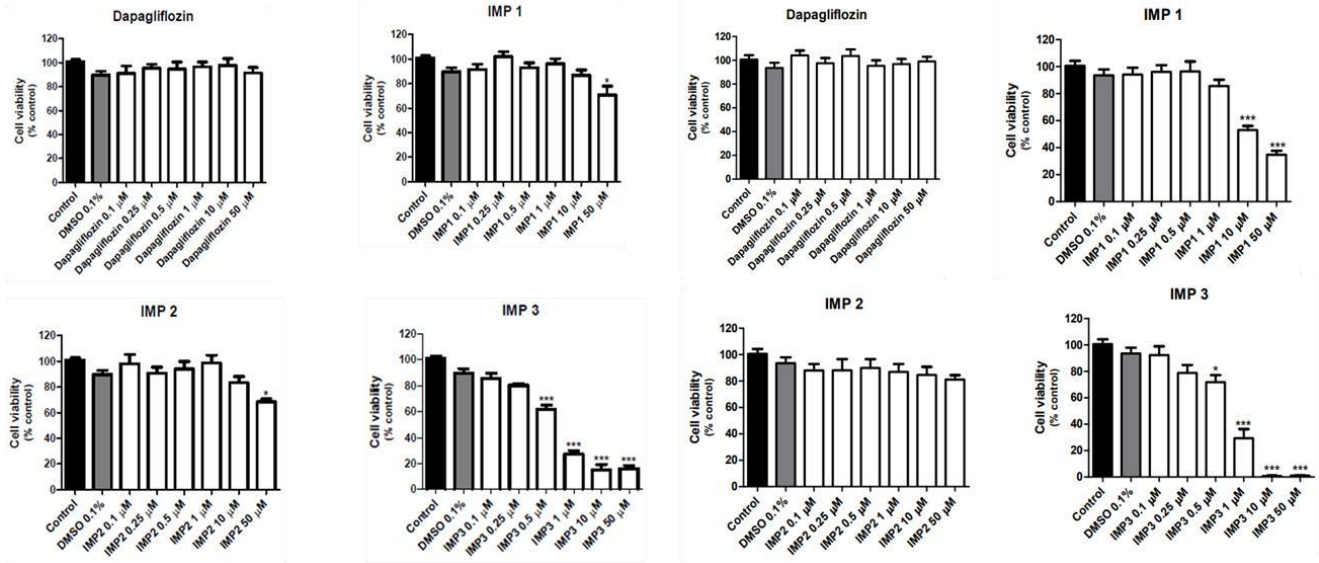 Dapagliflozin
Cell viability
(% control)
120
100
80
60
40
20
0
Control
DMSO 0.1%
Dapagliflozin 0.1 μM
Dapagliflozin 0.25 μM
Dapagliflozin 0.5 μM
Dapagliflozin 1 μM
Dapagliflozin 10 μM
Dapagliflozin 50 μM
IMP 1
Cell viability
(% control)
120
100
80
60
40
20
0
*
Control
DMSO 0.1%
IMP1 0.1 μM
IMP1 0.25 μM
IMP1 0.5 μM
IMP1 1 μM
IMP1 10 μM
IMP1 50 μM
Dapagliflozin
Cell viability
(% control)
120
100
80
60
40
20
0
Control
DMSO 0.1%
Dapagliflozin 0.1 μM
Dapagliflozin 0.25 μM
Dapagliflozin 0.5 μM
Dapagliflozin 1 μM
Dapagliflozin 10 μM
Dapagliflozin 50 μM
IMP 1
Cell viability
(% control)
120
100
80
60
40
20
0
***
***
Control
DMSO 0.1%
IMP1 0.1 μM
IMP1 0.25 μM
IMP1 0.5 μM
IMP1 1 μM
IMP1 10 μM
IMP1 50 μM
IMP 2
Cell viability
(% control)
120
100
80
60
40
20
0
*
Control
DMSO 0.1%
IMP2 0.1 μM
IMP2 0.25 μM
IMP2 0.5 μM
IMP2 1 μM
IMP2 10 μM
IMP2 50 μM
IMP 3
Cell viability
(% control)
120
100
80
60
40
20
0
***
***
***
***
Control
DMSO 0.1%
IMP3 0.1 μM
IMP3 0.25 μM
IMP3 0.5 μM
IMP3 1 μM
IMP3 10 μM
IMP3 50 μM
IMP 2
Cell viability
(% control)
120
100
80
60
40
20
0
Control
DMSO 0.1%
IMP2 0.1 μM
IMP2 0.25 μM
IMP2 0.5 μM
IMP2 1 μM
IMP2 10 μM
IMP2 50 μM
IMP 3
Cell viability
(% control)
120
100
80
60
40
20
0
*
***
***
***
Control
DMSO 0.1%
IMP3 0.1 μM
IMP3 0.25 μM
IMP3 0.5 μM
IMP3 1 μM
IMP3 10 μM
IMP3 50 μM